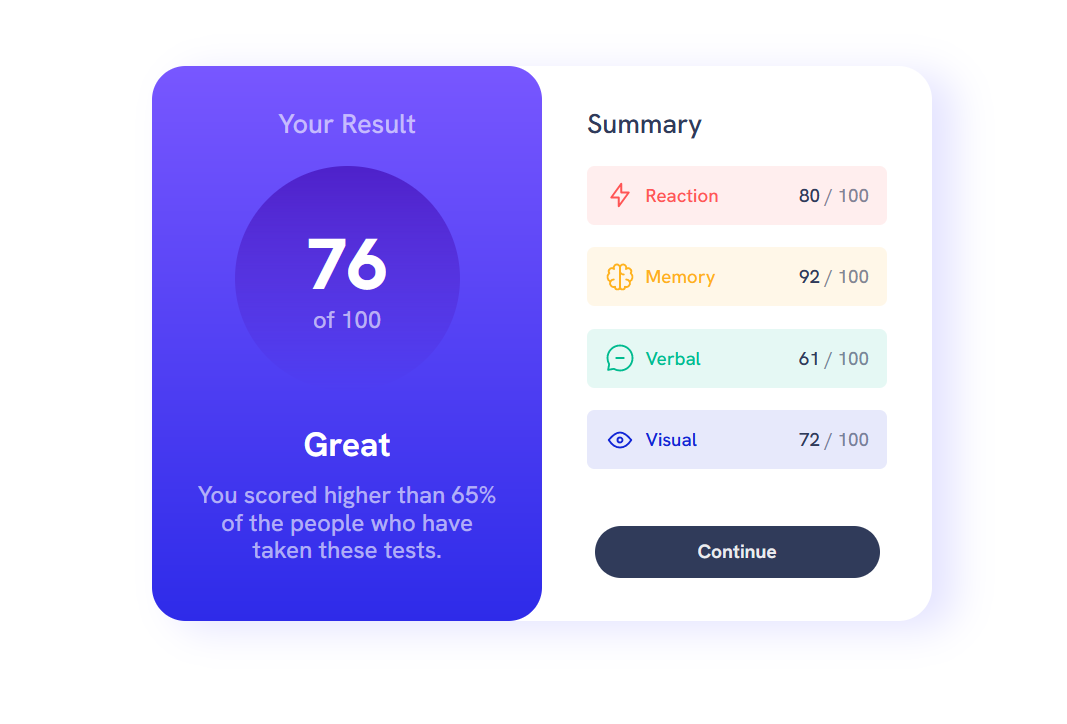 Your Result
76
of 100
Great
You scored higher than 65%
of the people who have
taken these tests.
Summary
Reaction 80 / 100
Memory 92 / 100
Verbal 61 / 100
Visual 72 / 100
Continue